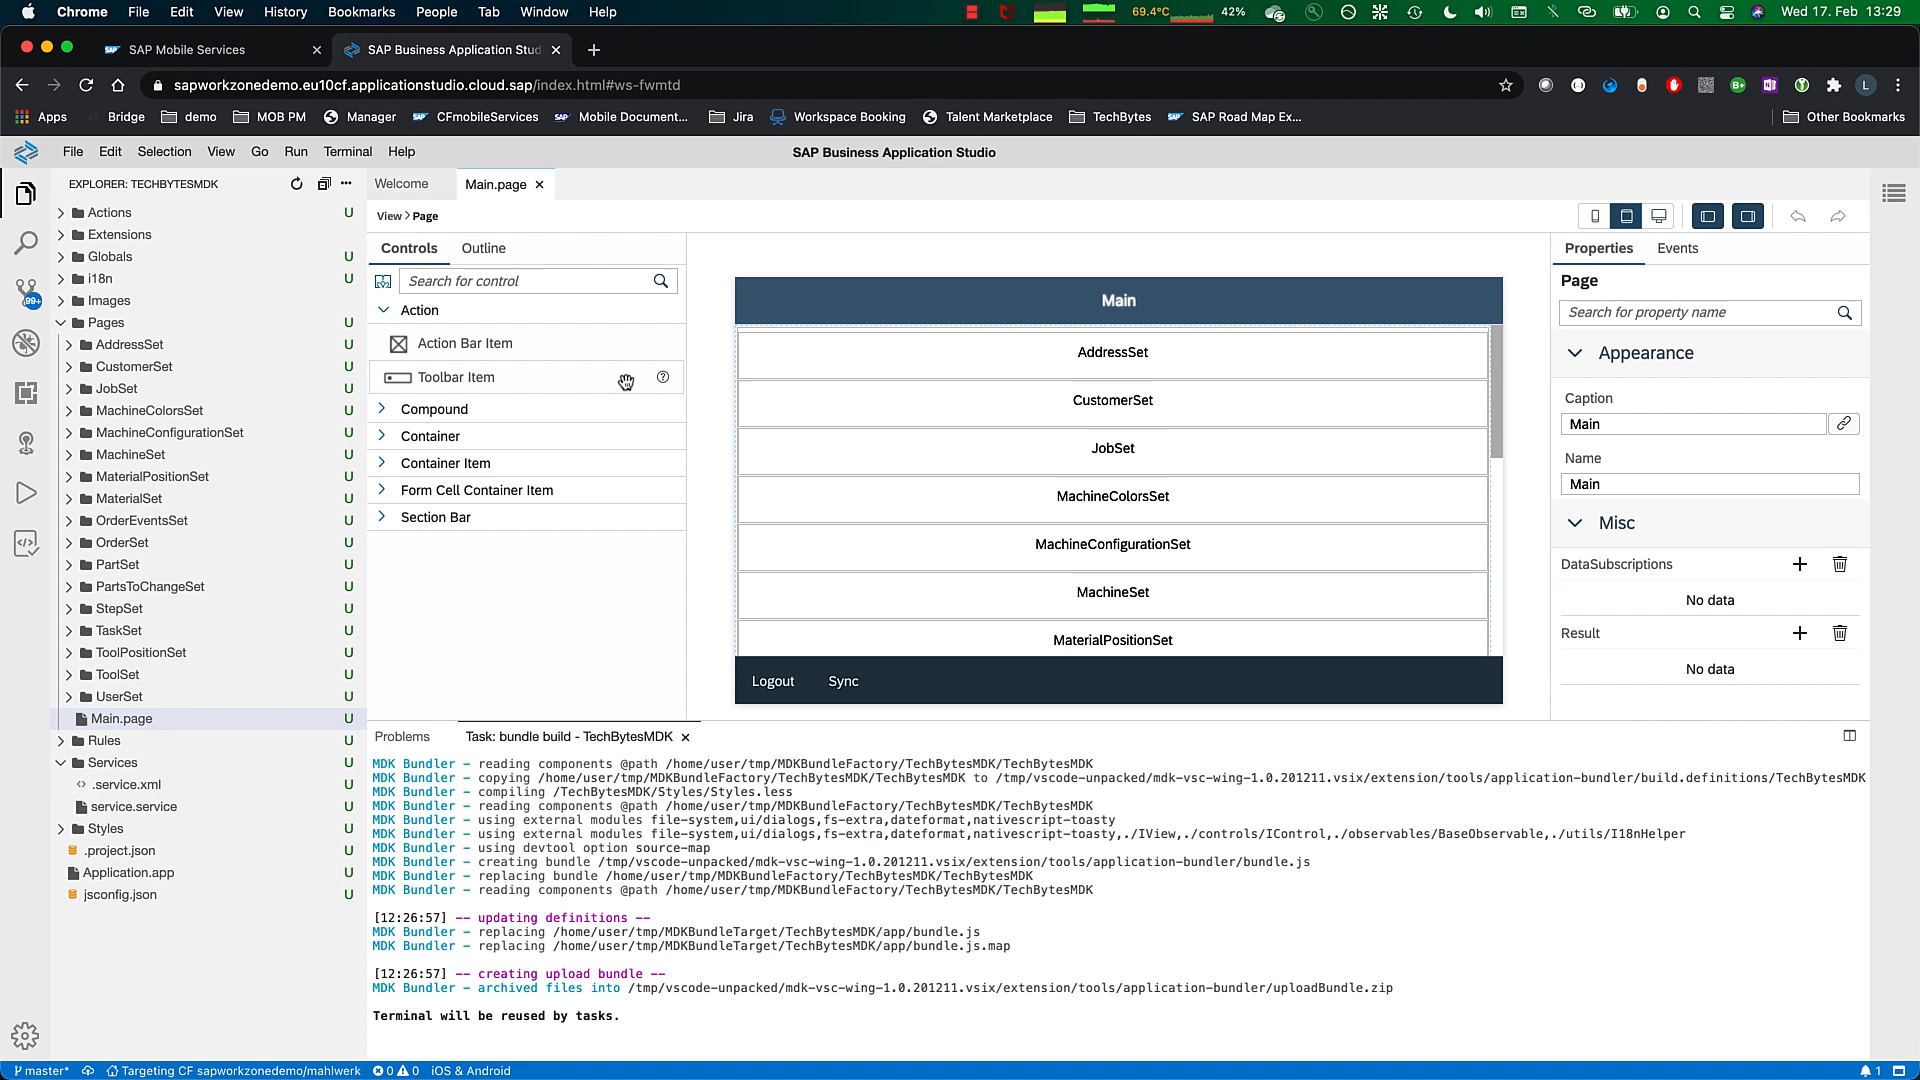 Chrome File Edit View History Bookmarks People Tab Window Help 69.4°C 42% Wed 17. Feb 13:29
SAP Mobile Services SAP Business Application Stud
sapworkzonedemo.eu10cf.applicationstudio.cloud.sap/index.html#ws-fwmtd
Apps Bridge demo MOB PM Manager CFmobileServices Mobile Document... Jira Workspace Booking Talent Marketplace TechBytes SAP Road Map Ex... Other Bookmarks
File Edit Selection View Go Run Terminal Help SAP Business Application Studio
EXPLORER: TECHBYTESMDK
Actions U
Extensions
Globals U
i18n U
Images
Pages U
AddressSet U
CustomerSet U
JobSet U
MachineColorsSet U
MachineConfigurationSet U
MachineSet U
MaterialPositionSet U
MaterialSet U
OrderEventsSet U
OrderSet U
PartSet U
PartsToChangeSet U
StepSet U
TaskSet U
ToolPositionSet U
ToolSet U
UserSet U
Main.page U
Rules U
Services U
.service.xml U
service.service U
Styles U
.project.json U
Application.app U
jsconfig.json U
99+
Welcome Main.page
View > Page
Controls Outline
Search for control
Action
Action Bar Item
Toolbar Item
Compound
Container
Container Item
Form Cell Container Item
Section Bar
Main
AddressSet
CustomerSet
JobSet
MachineColorsSet
MachineConfigurationSet
MachineSet
MaterialPositionSet
Logout Sync
Properties Events
Page
Search for property name
Appearance
Caption
Main
Name
Main
Misc
DataSubscriptions
No data
Result
No data
Problems Task: bundle build - TechBytesMDK
MDK Bundler – reading components @path /home/user/tmp/MDKBundleFactory/TechBytesMDK/TechBytesMDK
MDK Bundler – copying /home/user/tmp/MDKBundleFactory/TechBytesMDK/TechBytesMDK to /tmp/vscode-unpacked/mdk-vsc-wing-1.0.201211.vsix/extension/tools/application-bundler/build.definitions/TechBytesMDK
MDK Bundler – compiling /TechBytesMDK/Styles/Styles.less
MDK Bundler – reading components @path /home/user/tmp/MDKBundleFactory/TechBytesMDK/TechBytesMDK
MDK Bundler – using external modules file-system,ui/dialogs,fs-extra,dateformat,nativescript-toasty
MDK Bundler – using external modules file-system,ui/dialogs,fs-extra,dateformat,nativescript-toasty,./IView,./controls/IControl,./observables/BaseObservable,./utils/I18nHelper
MDK Bundler – using devtool option source-map
MDK Bundler – creating bundle /tmp/vscode-unpacked/mdk-vsc-wing-1.0.201211.vsix/extension/tools/application-bundler/bundle.js
MDK Bundler – replacing bundle /home/user/tmp/MDKBundleFactory/TechBytesMDK/TechBytesMDK
MDK Bundler – reading components @path /home/user/tmp/MDKBundleFactory/TechBytesMDK/TechBytesMDK
[12:26:57] –– updating definitions ––
MDK Bundler – replacing /home/user/tmp/MDKBundleTarget/TechBytesMDK/app/bundle.js
MDK Bundler – replacing /home/user/tmp/MDKBundleTarget/TechBytesMDK/app/bundle.js.map
[12:26:57] –– creating upload bundle ––
MDK Bundler – archived files into /tmp/vscode-unpacked/mdk-vsc-wing-1.0.201211.vsix/extension/tools/application-bundler/uploadBundle.zip
Terminal will be reused by tasks.
master* Targeting CF sapworkzonedemo/mahlwerk 0 0 iOS & Android 1